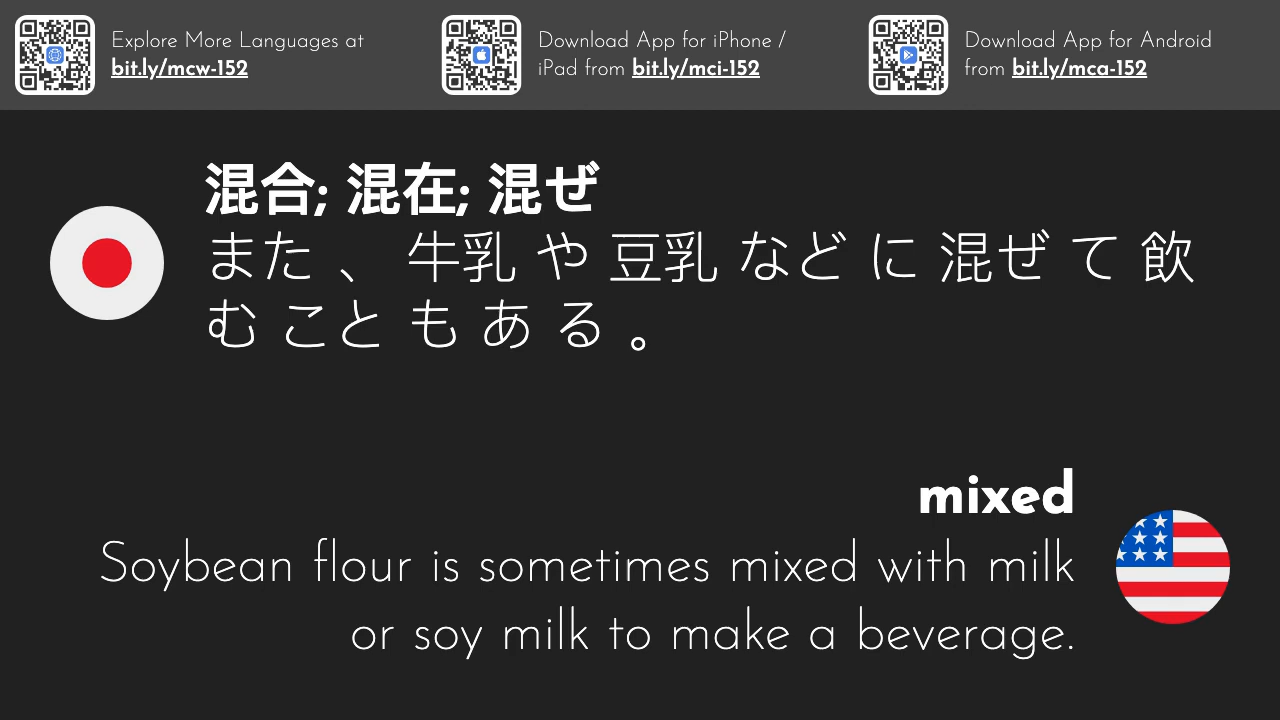 Explore More Languages at
bit.ly/mcw-152
Download App for iPhone /
iPad from bit.ly/mci-152
Download App for Android
from bit.ly/mca-152
混合; 混在; 混ぜ
また 、 牛乳 や 豆乳 など に 混ぜ て 飲
む こと も あ る 。
mixed
Soybean flour is sometimes mixed with milk
or soy milk to make a beverage.